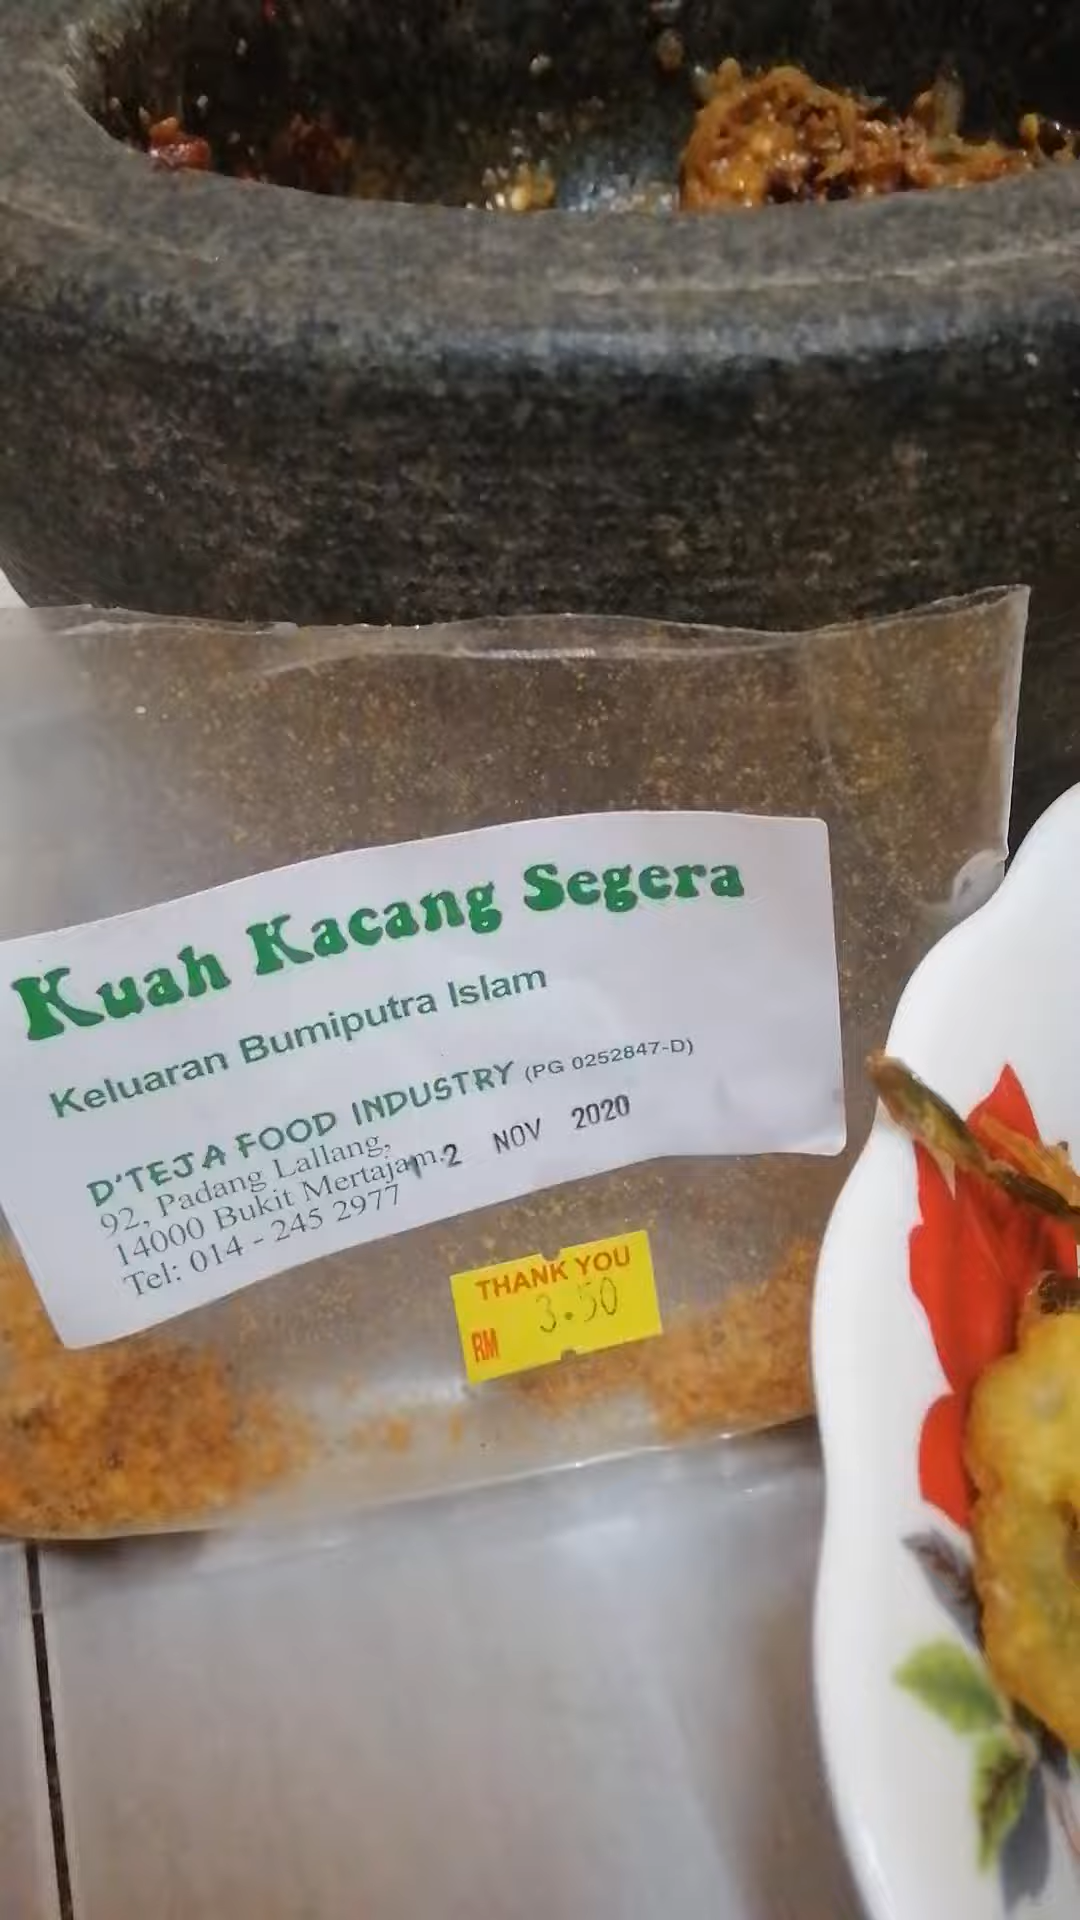 Kuah Kacang Segera
Keluaran Bumiputra Islam
D'TEJA FOOD INDUSTRY (PG 0252847-D)
92, Padang Lallang,
14000 Bukit Mertajam.
Tel: 014 - 245 2977
12 NOV 2020
THANK YOU
RM 3.50